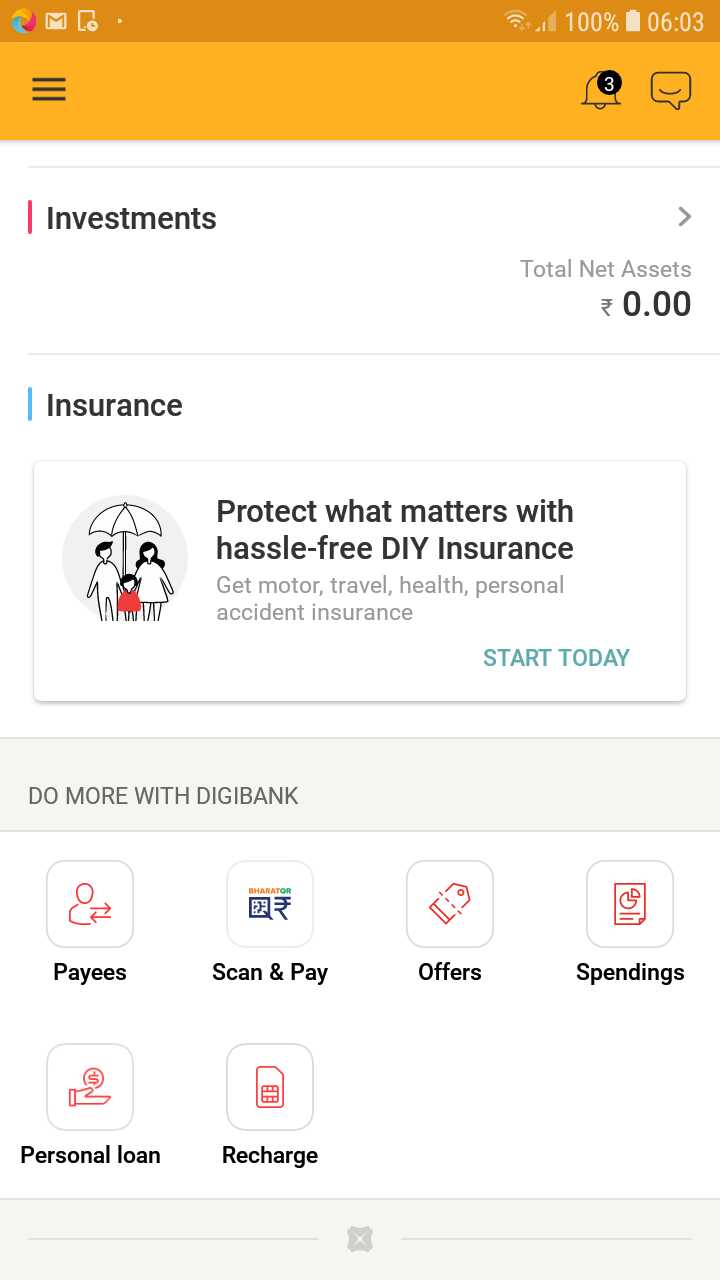 100% 06:03
3
Investments
Total Net Assets
₹ 0.00
Insurance
Protect what matters with
hassle-free DIY Insurance
Get motor, travel, health, personal
accident insurance
START TODAY
DO MORE WITH DIGIBANK
BHARATQR
Payees Scan & Pay Offers Spendings
Personal loan Recharge